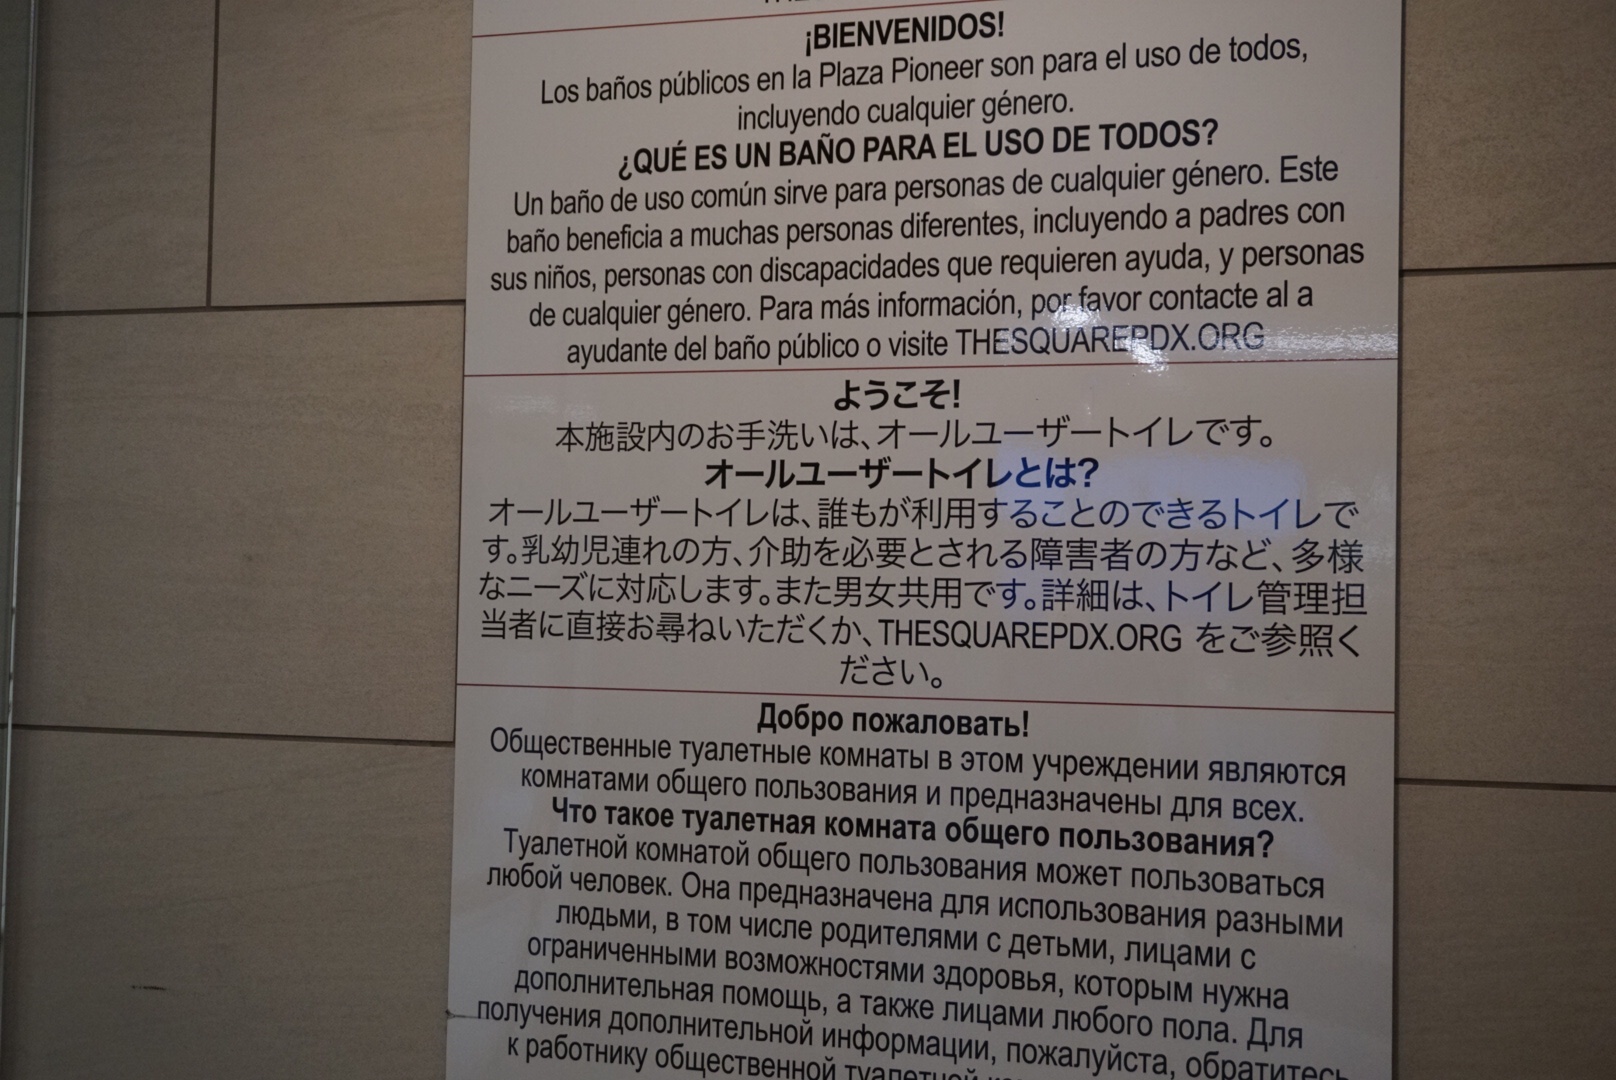 ¡BIENVENIDOS!
Los baños públicos en la Plaza Pioneer son para el uso de todos,
incluyendo cualquier género.
¿QUÉ ES UN BAÑO PARA EL USO DE TODOS?
Un baño de uso común sirve para personas de cualquier género. Este
baño beneficia a muchas personas diferentes, incluyendo a padres con
sus niños, personas con discapacidades que requieren ayuda, y personas
de cualquier género. Para más información, por favor contacte al a
ayudante del baño público o visite THESQUAREPDX.ORG
ようこそ!
本施設内のお手洗いは、オールユーザートイレです。
オールユーザートイレとは?
オールユーザートイレは、誰もが利用することのできるトイレで
す。乳幼児連れの方、介助を必要とされる障害者の方など、多様
なニーズに対応します。また男女共用です。詳細は、トイレ管理担
当者に直接お尋ねいただくか、THESQUAREPDX.ORG をご参照く
ださい。
Добро пожаловать!
Общественные туалетные комнаты в этом учреждении являются
комнатами общего пользования и предназначены для всех.
Что такое туалетная комната общего пользования?
Туалетной комнатой общего пользования может пользоваться
любой человек. Она предназначена для использования разными
людьми, в том числе родителями с детьми, лицами с
ограниченными возможностями здоровья, которым нужна
дополнительная помощь, а также лицами любого пола. Для
получения дополнительной информации, пожалуйста, обратитесь
к работнику общественной туалетной